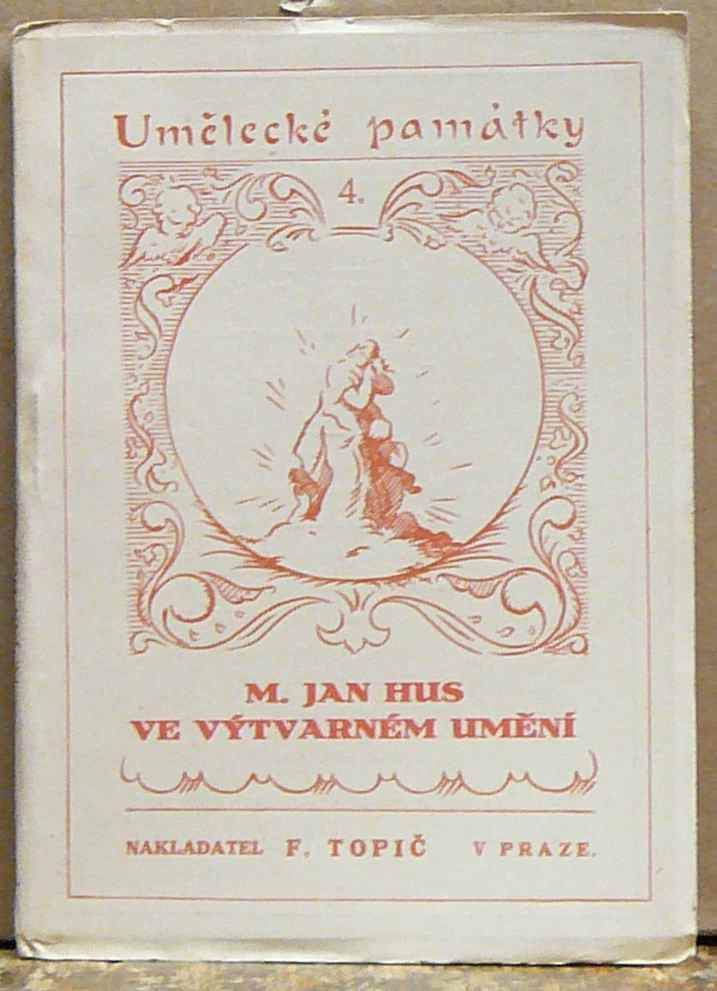 Umělecké památky
4.
M. JAN HUS
VE VÝTVARNÉM UMĚNÍ
NAKLADATEL F. TOPIČ V PRAZE.